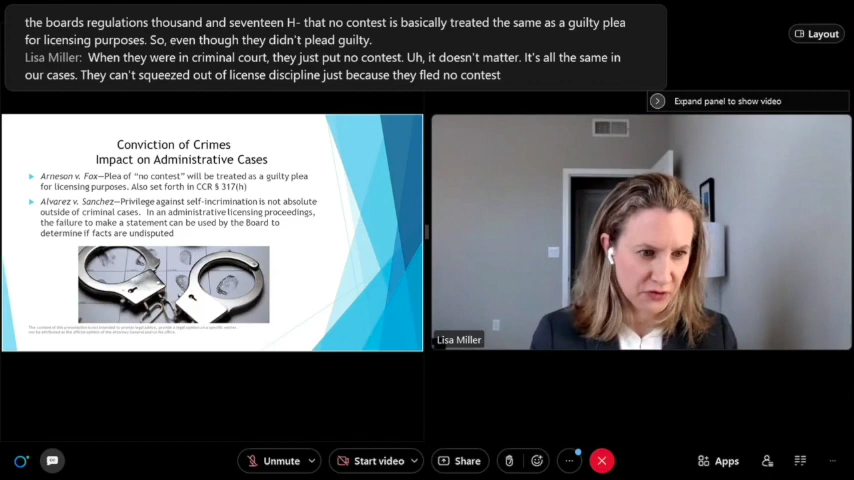 the boards regulations thousand and seventeen H- that no contest is basically treated the same as a guilty plea
for licensing purposes. So, even though they didn't plead guilty.
Lisa Miller: When they were in criminal court, they just put no contest. Uh, it doesn't matter. It's all the same in
our cases. They can't squeezed out of license discipline just because they fled no contest
Layout
Expand panel to show video
Conviction of Crimes
Impact on Administrative Cases
Arneson v. Fox—Plea of "no contest" will be treated as a guilty plea
for licensing purposes. Also set forth in CCR § 317(h)
Alvarez v. Sanchez—Privilege against self-incrimination is not absolute
outside of criminal cases. In an administrative licensing proceedings,
the failure to make a statement can be used by the Board to
determine if facts are undisputed
Lisa Miller
Unmute
Start video
Share
Apps